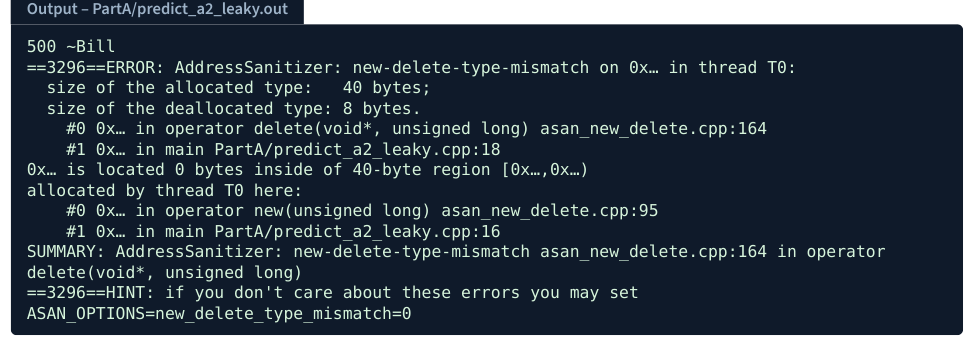 Output – PartA/predict_a2_leaky.out
500 ~Bill
==3296==ERROR: AddressSanitizer: new-delete-type-mismatch on 0x… in thread T0:
  size of the allocated type:   40 bytes;
  size of the deallocated type: 8 bytes.
    #0 0x… in operator delete(void*, unsigned long) asan_new_delete.cpp:164
    #1 0x… in main PartA/predict_a2_leaky.cpp:18
0x… is located 0 bytes inside of 40-byte region [0x…,0x…)
allocated by thread T0 here:
    #0 0x… in operator new(unsigned long) asan_new_delete.cpp:95
    #1 0x… in main PartA/predict_a2_leaky.cpp:16
SUMMARY: AddressSanitizer: new-delete-type-mismatch asan_new_delete.cpp:164 in operator
delete(void*, unsigned long)
==3296==HINT: if you don't care about these errors you may set
ASAN_OPTIONS=new_delete_type_mismatch=0